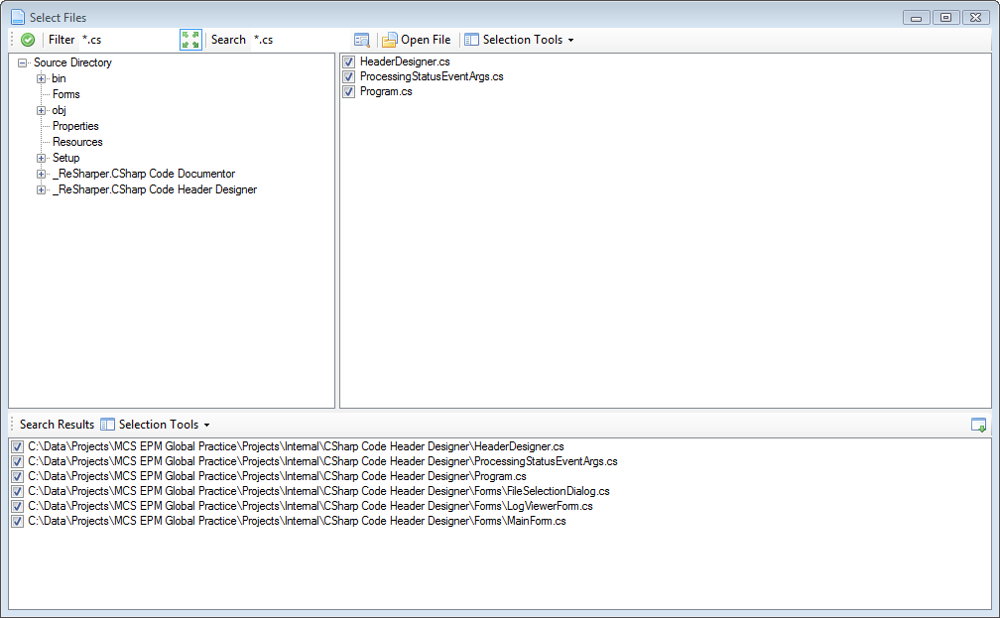 Select Files
Filter *.cs Search *.cs Open File Selection Tools
Source Directory
bin
Forms
obj
Properties
Resources
Setup
_ReSharper.CSharp Code Documentor
_ReSharper.CSharp Code Header Designer
HeaderDesigner.cs
ProcessingStatusEventArgs.cs
Program.cs
Search Results Selection Tools
C:\Data\Projects\MCS EPM Global Practice\Projects\Internal\CSharp Code Header Designer\HeaderDesigner.cs
C:\Data\Projects\MCS EPM Global Practice\Projects\Internal\CSharp Code Header Designer\ProcessingStatusEventArgs.cs
C:\Data\Projects\MCS EPM Global Practice\Projects\Internal\CSharp Code Header Designer\Program.cs
C:\Data\Projects\MCS EPM Global Practice\Projects\Internal\CSharp Code Header Designer\Forms\FileSelectionDialog.cs
C:\Data\Projects\MCS EPM Global Practice\Projects\Internal\CSharp Code Header Designer\Forms\LogViewerForm.cs
C:\Data\Projects\MCS EPM Global Practice\Projects\Internal\CSharp Code Header Designer\Forms\MainForm.cs